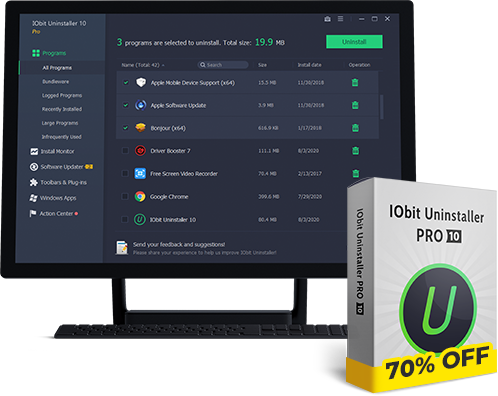 IObit Uninstaller 10
Pro
3 programs are selected to uninstall. Total size: 19.9 MB
Uninstall
Programs
All Programs
Bundleware
Logged Programs
Recently Installed
Large Programs
Infrequently Used
Install Monitor
Software Updater
Toolbars & Plug-ins
Windows Apps
Action Center
Name (Total: 42)
Search
Size
Install date
Operation
Apple Mobile Device Support (x64) 15.5 MB 11/30/2018
Apple Software Update 3.9 MB 11/30/2018
Bonjour (x64) 616.9 KB 1/17/2018
Driver Booster 7 111.1 MB 8/3/2020
Free Screen Video Recorder 70.4 MB 2/13/2017
Google Chrome 399.6 MB 7/29/2020
IObit Uninstaller 10 80.4 MB 8/3/2020
Send your feedback and suggestions!
Please share your experience to help us improve IObit Uninstaller!
IObit Uninstaller PRO 10
IObit Uninstaller
PRO 10
U
70% OFF